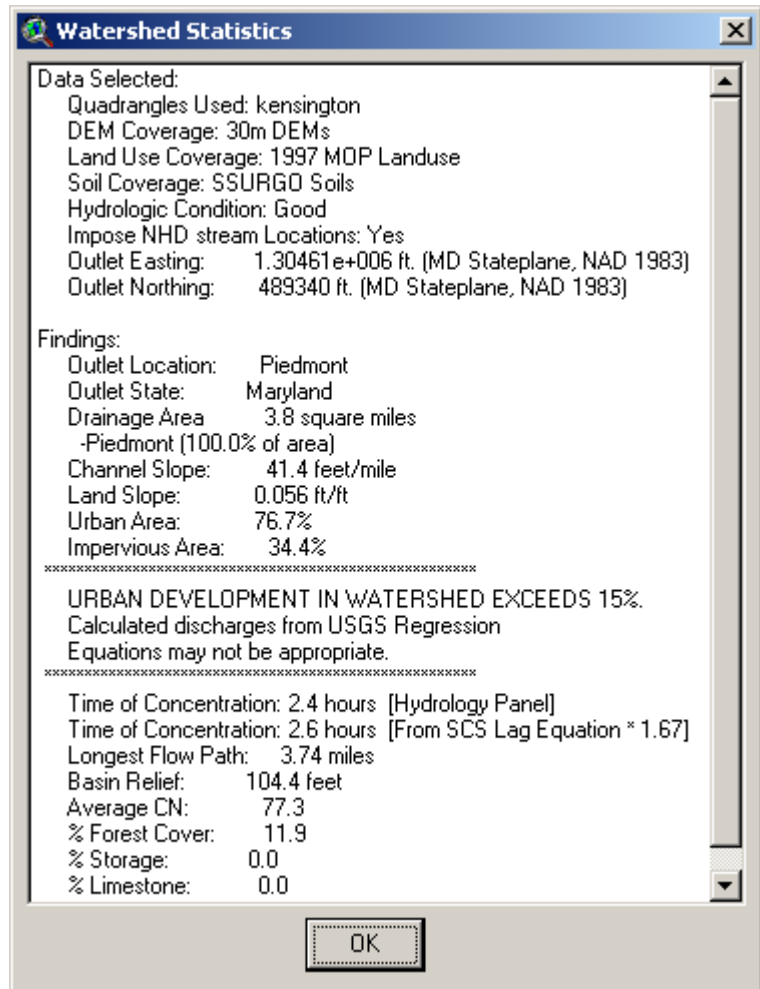 Watershed Statistics
Data Selected:
Quadrangles Used: kensington
DEM Coverage: 30m DEMs
Land Use Coverage: 1997 MOP Landuse
Soil Coverage: SSURGO Soils
Hydrologic Condition: Good
Impose NHD stream Locations: Yes
Outlet Easting: 1.30461e+006 ft. (MD Stateplane, NAD 1983)
Outlet Northing: 489340 ft. (MD Stateplane, NAD 1983)
Findings:
Outlet Location: Piedmont
Outlet State: Maryland
Drainage Area 3.8 square miles
-Piedmont (100.0% of area)
Channel Slope: 41.4 feet/mile
Land Slope: 0.056 ft/ft
Urban Area: 76.7%
Impervious Area: 34.4%
*******************************************************
URBAN DEVELOPMENT IN WATERSHED EXCEEDS 15%.
Calculated discharges from USGS Regression
Equations may not be appropriate.
*******************************************************
Time of Concentration: 2.4 hours [Hydrology Panel]
Time of Concentration: 2.6 hours [From SCS Lag Equation * 1.67]
Longest Flow Path: 3.74 miles
Basin Relief: 104.4 feet
Average CN: 77.3
% Forest Cover: 11.9
% Storage: 0.0
% Limestone: 0.0
OK